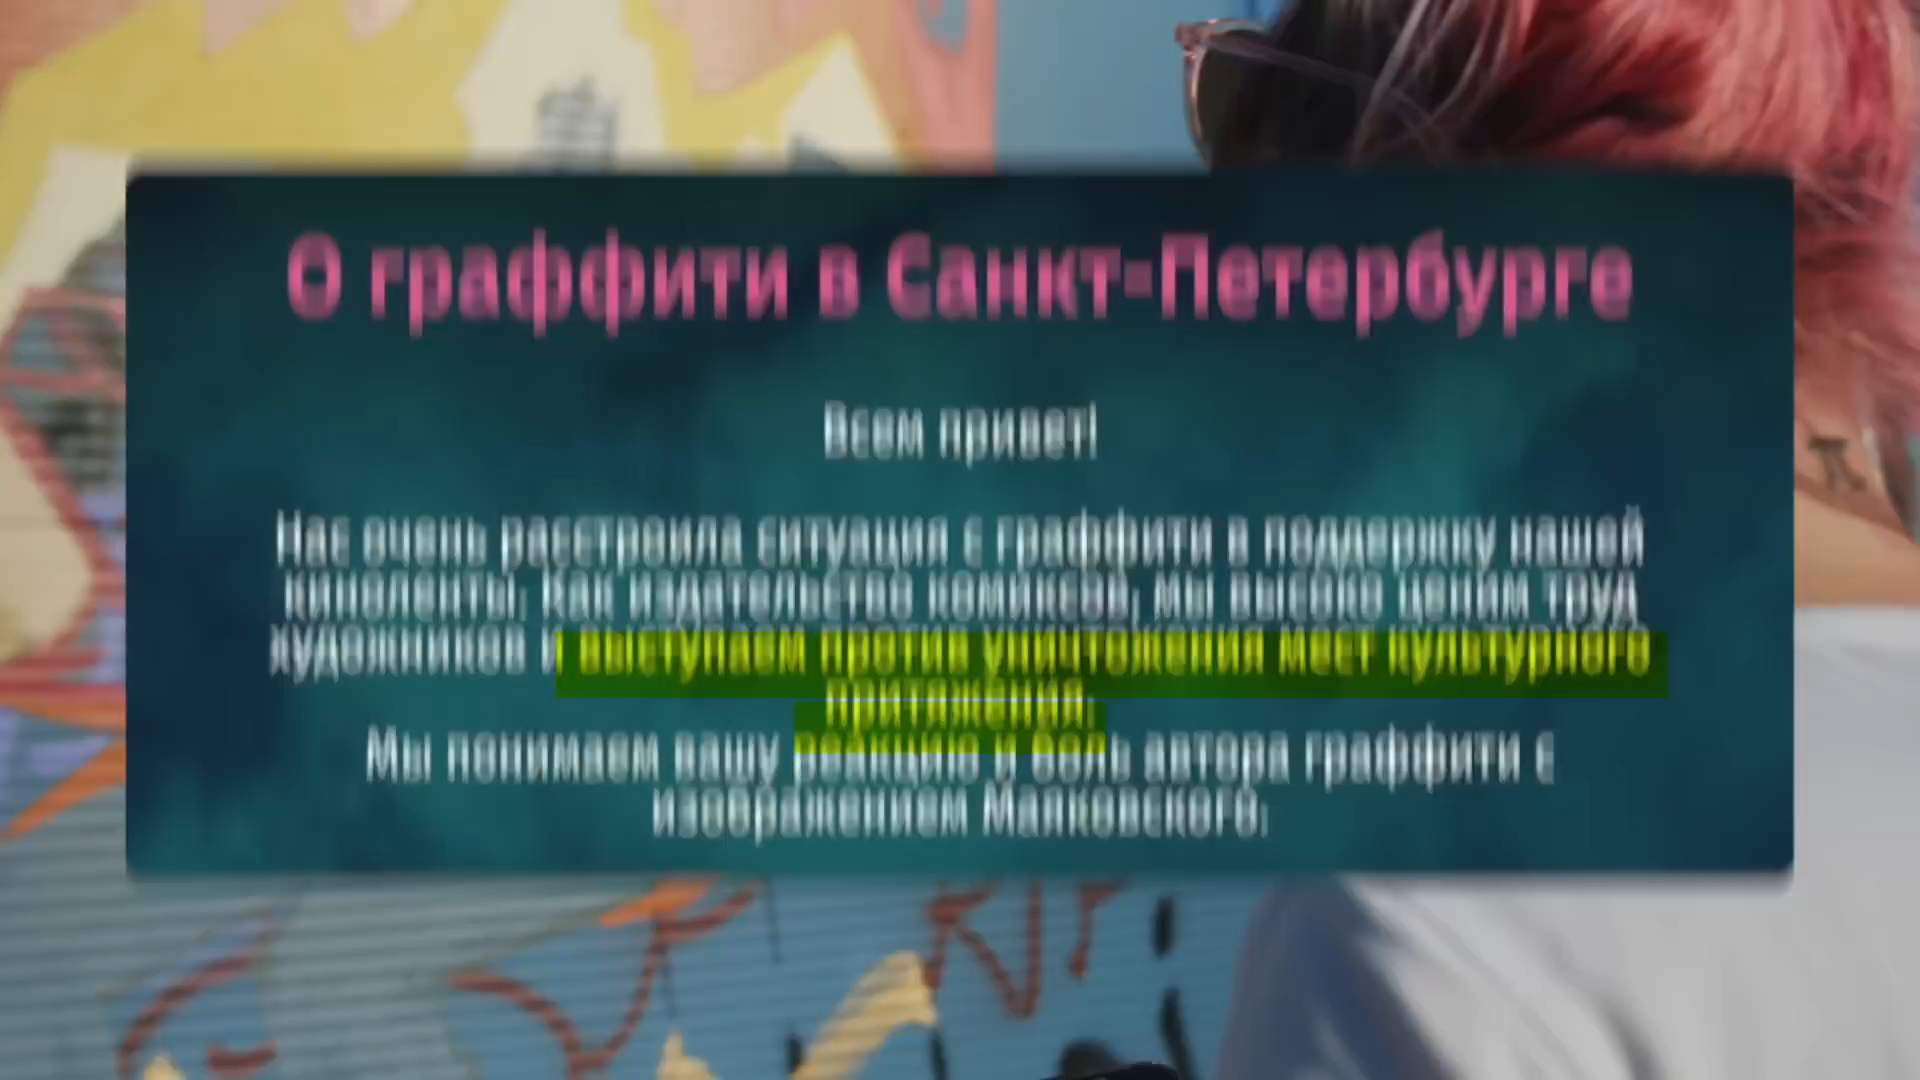 О граффити в Санкт-Петербурге
Всем привет!
Нас очень расстроила ситуация с граффити в поддержку нашей
киноленты. Как издательство комиксов, мы высоко ценим труд
художников и выступаем против уничтожения мест культурного
притяжения.
Мы понимаем вашу реакцию и боль автора граффити с
изображением Маяковского.